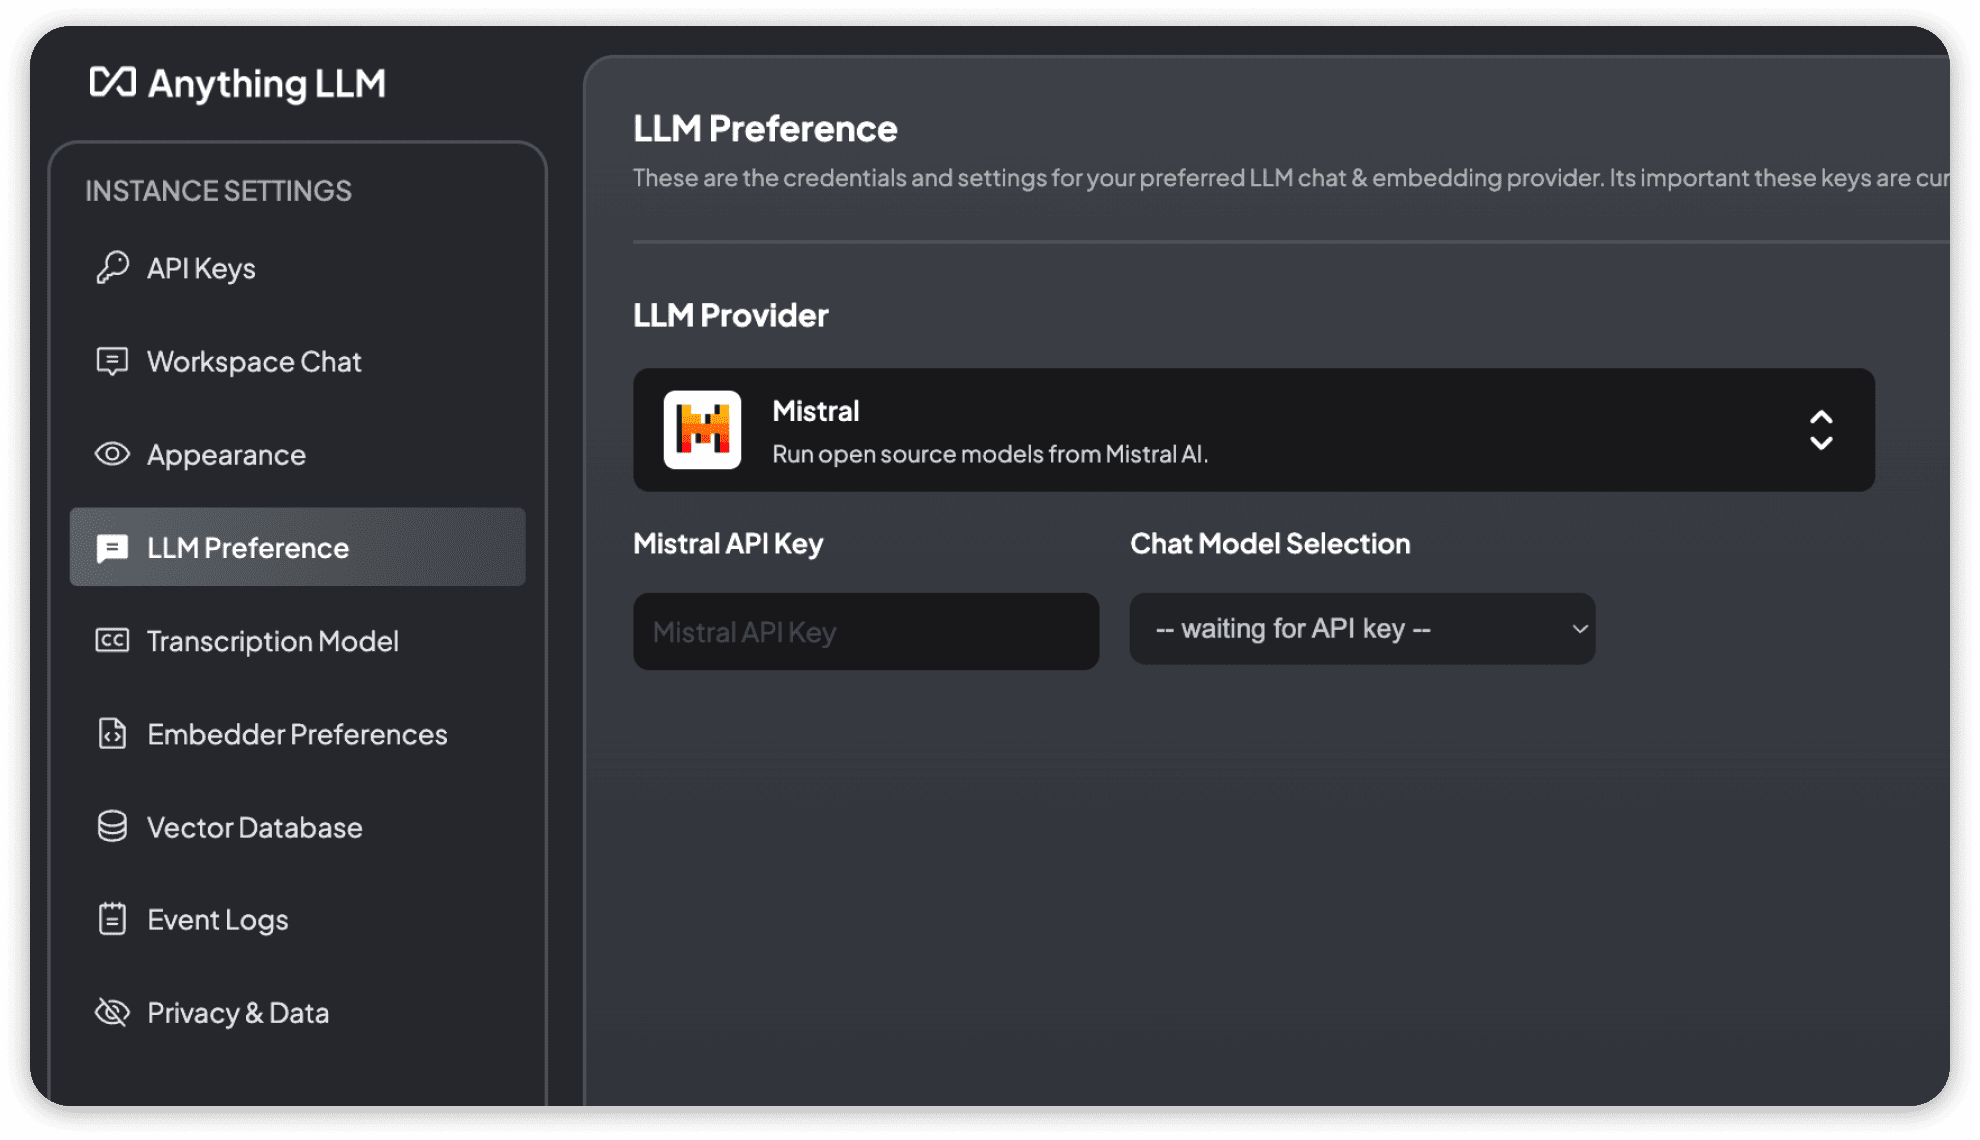 Anything LLM
INSTANCE SETTINGS
API Keys
Workspace Chat
Appearance
LLM Preference
CC Transcription Model
Embedder Preferences
Vector Database
Event Logs
Privacy & Data
LLM Preference
These are the credentials and settings for your preferred LLM chat & embedding provider. Its important these keys are cur
LLM Provider
Mistral
Run open source models from Mistral AI.
Mistral API Key
Mistral API Key
Chat Model Selection
-- waiting for API key --